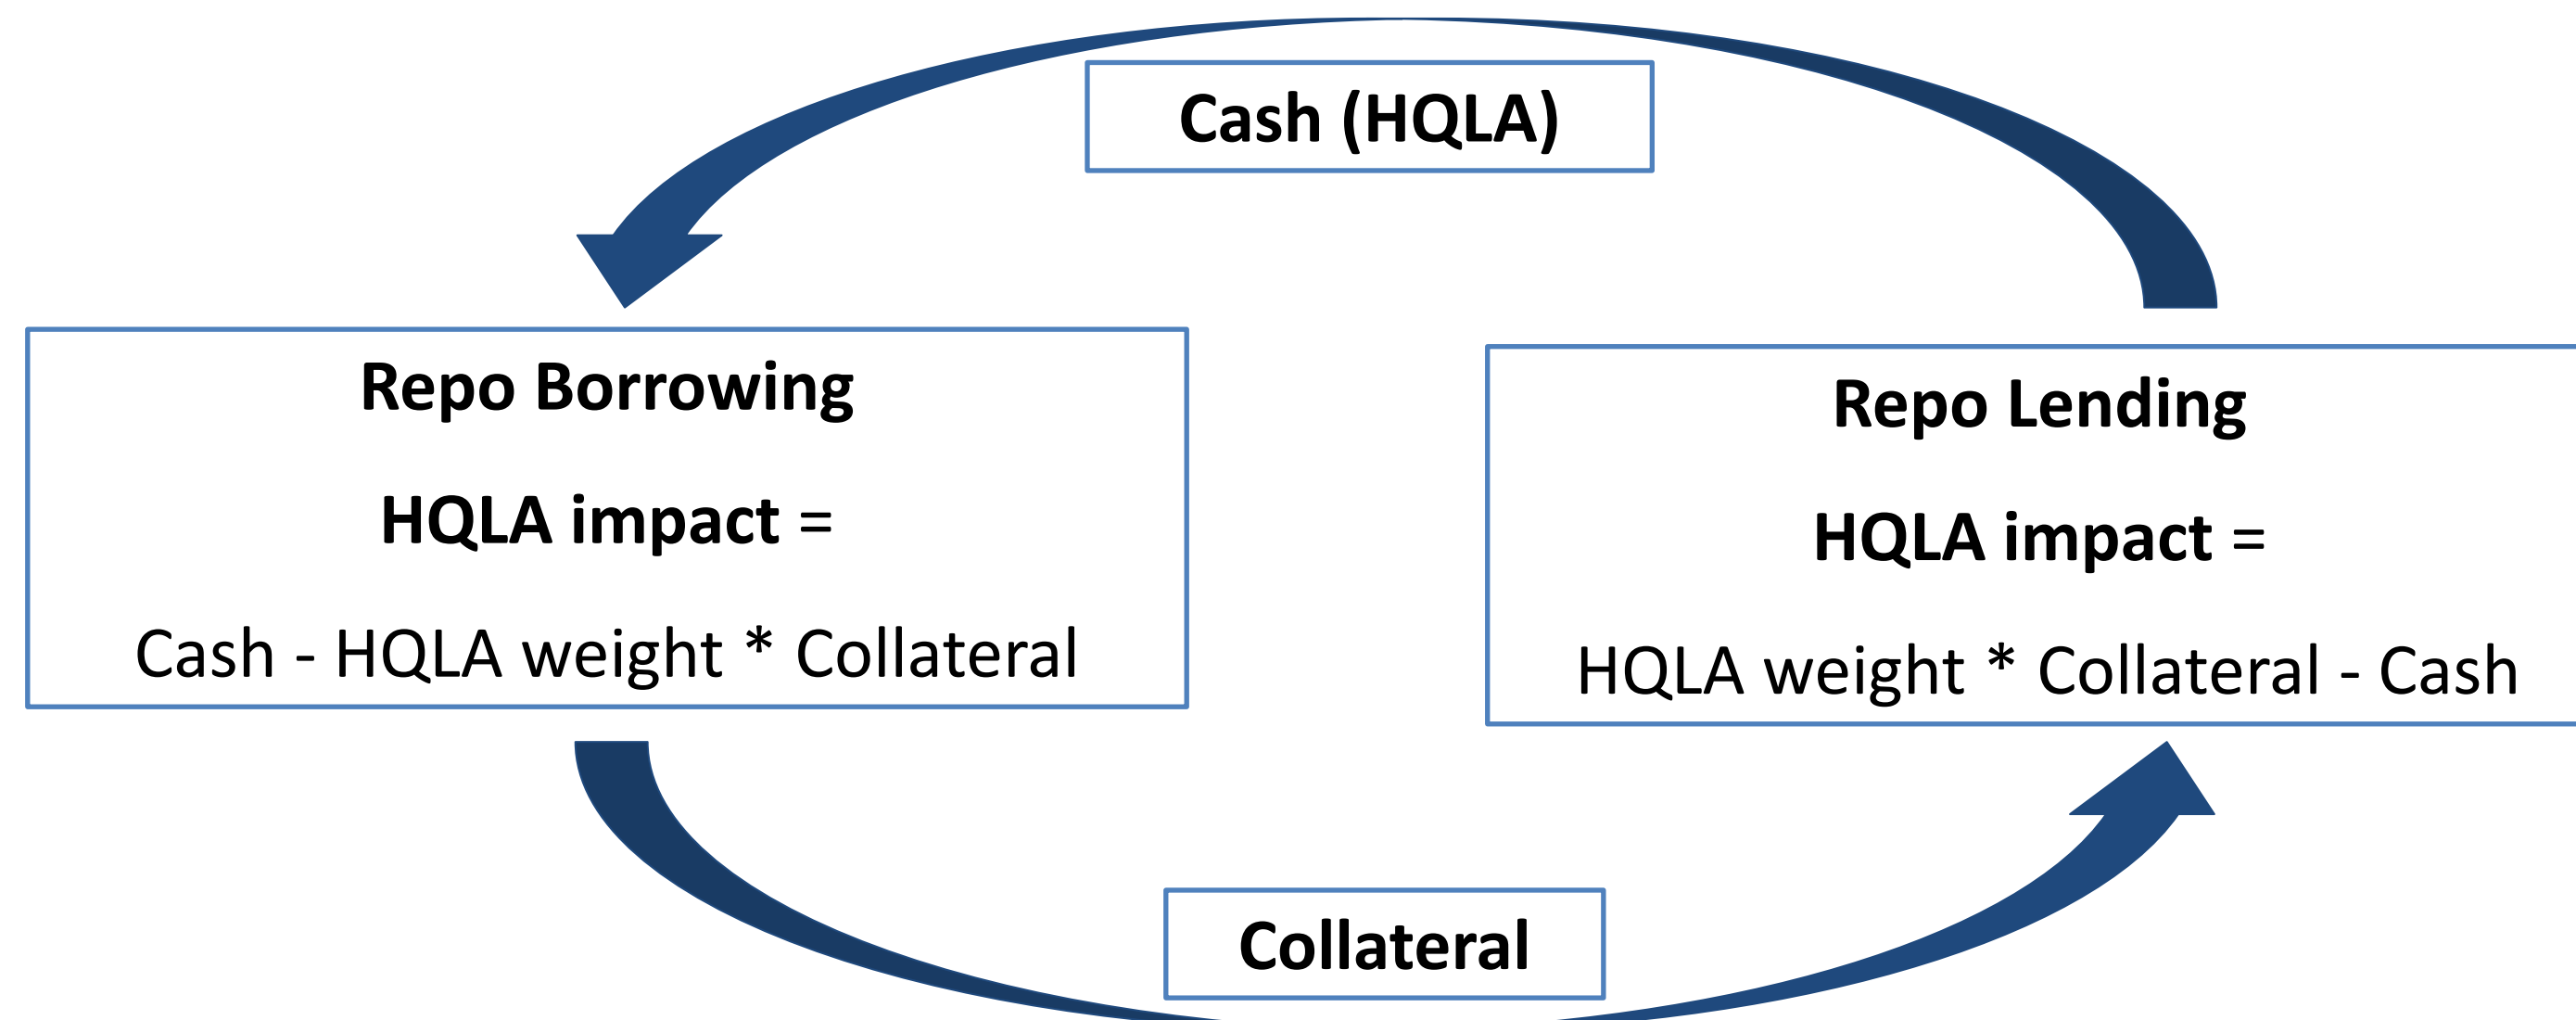 Cash (HQLA)
Repo Borrowing
HQLA impact =
Cash - HQLA weight * Collateral
Repo Lending
HQLA impact =
HQLA weight * Collateral - Cash
Collateral